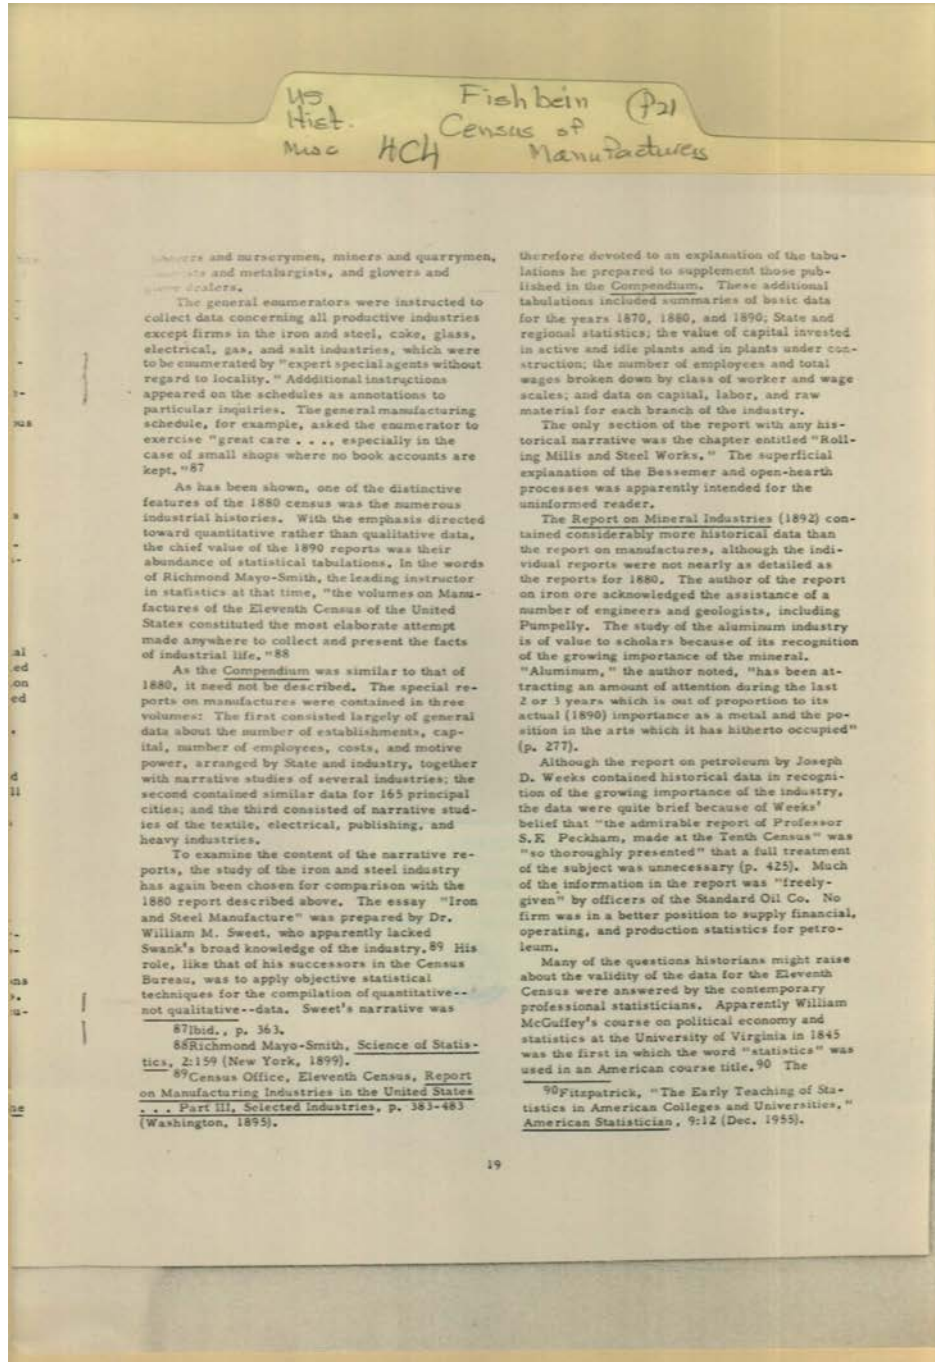 US
Hist.
Misc
HC4
Fishbein
Census of
Manufacturers
P21
and nurserymen, miners and quarrymen,
and metalurgists, and glovers and
dealers.
The general enumerators were instructed to
collect data concerning all productive industries
except firms in the iron and steel, coke, glass,
electrical, gas, and salt industries, which were
to be enumerated by "expert special agents without
regard to locality." Addditional instructions
appeared on the schedules as annotations to
particular inquiries. The general manufacturing
schedule, for example, asked the enumerator to
exercise "great care . . ., especially in the
case of small shops where no book accounts are
kept."87
As has been shown, one of the distinctive
features of the 1880 census was the numerous
industrial histories. With the emphasis directed
toward quantitative rather than qualitative data,
the chief value of the 1890 reports was their
abundance of statistical tabulations. In the words
of Richmond Mayo-Smith, the leading instructor
in statistics at that time, "the volumes on Manu-
factures of the Eleventh Census of the United
States constituted the most elaborate attempt
made anywhere to collect and present the facts
of industrial life."88
As the Compendium was similar to that of
1880, it need not be described. The special re-
ports on manufactures were contained in three
volumes: The first consisted largely of general
data about the number of establishments, cap-
ital, number of employees, costs, and motive
power, arranged by State and industry, together
with narrative studies of several industries; the
second contained similar data for 165 principal
cities; and the third consisted of narrative stud-
ies of the textile, electrical, publishing, and
heavy industries.
To examine the content of the narrative re-
ports, the study of the iron and steel industry
has again been chosen for comparison with the
1880 report described above. The essay "Iron
and Steel Manufacture" was prepared by Dr.
William M. Sweet, who apparently lacked
Swank's broad knowledge of the industry.89 His
role, like that of his successors in the Census
Bureau, was to apply objective statistical
techniques for the compilation of quantitative--
not qualitative--data. Sweet's narrative was
87Ibid., p. 363.
88Richmond Mayo-Smith, Science of Statis-
tics, 2:159 (New York, 1899).
89Census Office, Eleventh Census, Report
on Manufacturing Industries in the United States
. . . Part III, Selected Industries, p. 383-483
(Washington, 1895).
therefore devoted to an explanation of the tabu-
lations he prepared to supplement those pub-
lished in the Compendium. These additional
tabulations included summaries of basic data
for the years 1870, 1880, and 1890; State and
regional statistics; the value of capital invested
in active and idle plants and in plants under con-
struction; the number of employees and total
wages broken down by class of worker and wage
scales; and data on capital, labor, and raw
material for each branch of the industry.
The only section of the report with any his-
torical narrative was the chapter entitled "Roll-
ing Mills and Steel Works." The superficial
explanation of the Bessemer and open-hearth
processes was apparently intended for the
uninformed reader.
The Report on Mineral Industries (1892) con-
tained considerably more historical data than
the report on manufactures, although the indi-
vidual reports were not nearly as detailed as
the reports for 1880. The author of the report
on iron ore acknowledged the assistance of a
number of engineers and geologists, including
Pumpelly. The study of the aluminum industry
is of value to scholars because of its recognition
of the growing importance of the mineral.
"Aluminum," the author noted, "has been at-
tracting an amount of attention during the last
2 or 3 years which is out of proportion to its
actual (1890) importance as a metal and the po-
sition in the arts which it has hitherto occupied"
(p. 277).
Although the report on petroleum by Joseph
D. Weeks contained historical data in recogni-
tion of the growing importance of the industry,
the data were quite brief because of Weeks'
belief that "the admirable report of Professor
S.F. Peckham, made at the Tenth Census" was
"so thoroughly presented" that a full treatment
of the subject was unnecessary (p. 425). Much
of the information in the report was "freely-
given" by officers of the Standard Oil Co. No
firm was in a better position to supply financial,
operating, and production statistics for petro-
leum.
Many of the questions historians might raise
about the validity of the data for the Eleventh
Census were answered by the contemporary
professional statisticians. Apparently William
McGuffey's course on political economy and
statistics at the University of Virginia in 1845
was the first in which the word "statistics" was
used in an American course title.90 The
90Fitzpatrick, "The Early Teaching of Sta-
tistics in American Colleges and Universities,"
American Statistician, 9:12 (Dec. 1955).
19